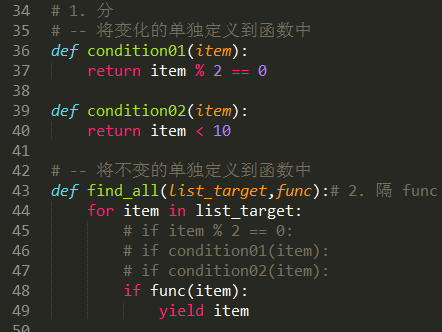 34 # 1. 分
35 # -- 将变化的单独定义到函数中
36 def condition01(item):
37     return item % 2 == 0
38
39 def condition02(item):
40     return item < 10
41
42 # -- 将不变的单独定义到函数中
43 def find_all(list_target,func):# 2. 隔 func
44     for item in list_target:
45         # if item % 2 == 0:
46         # if condition01(item):
47         # if condition02(item):
48         if func(item):
49             yield item
50